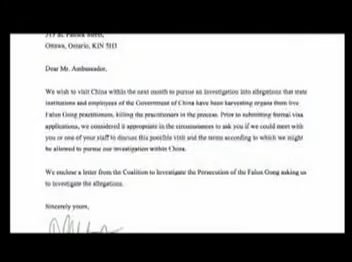 515 St. Patrick Street,
Ottawa, Ontario, K1N 5H3
Dear Mr. Ambassador,
We wish to visit China within the next month to pursue an investigation into allegations that state
institutions and employees of the Government of China have been harvesting organs from live
Falun Gong practitioners, killing the practitioners in the process. Prior to submitting formal visa
applications, we considered it appropriate in the circumstances to ask you if we could meet with
you or one of your staff to discuss this possible visit and the terms according to which we might
be allowed to pursue our investigation within China.
We enclose a letter from the Coalition to Investigate the Persecution of the Falun Gong asking us
to investigate the allegations.
Sincerely yours,